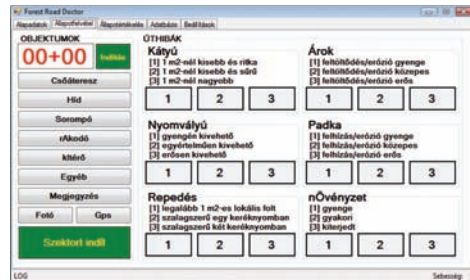 Forest Road Doctor
Alapadatok Állapotfelvétel Állapotértékelés Adatbázis Beállítások
OBJEKTUMOK
00+00
Indítás
Csőáteresz
Híd
Sorompó
rAkodó
kItérő
Egyéb
Megjegyzés
Fotó Gps
Szektort indít
ÚTHIBÁK
Kátyú
[1] 1 m2-nél kisebb és ritka
[2] 1 m2-nél kisebb és sűrű
[3] 1 m2-nél nagyobb
1 2 3
Árok
[1] feltöltődés/erózió gyenge
[2] feltöltődés/erózió közepes
[3] feltöltődés/erózió erős
1 2 3
Nyomvályú
[1] gyengén kivehető
[2] egyértelműen kivehető
[3] erősen kivehető
1 2 3
Padka
[1] felhízás/erózió gyenge
[2] felhízás/erózió közepes
[3] felhízás/erózió erős
1 2 3
Repedés
[1] legalább 1 m2-es lokális folt
[2] szalagszerű egy keréknyomban
[3] szalagszerű két keréknyomban
1 2 3
nÖvényzet
[1] gyenge
[2] gyakori
[3] kiterjedt
1 2 3
LOG
Sebesség: